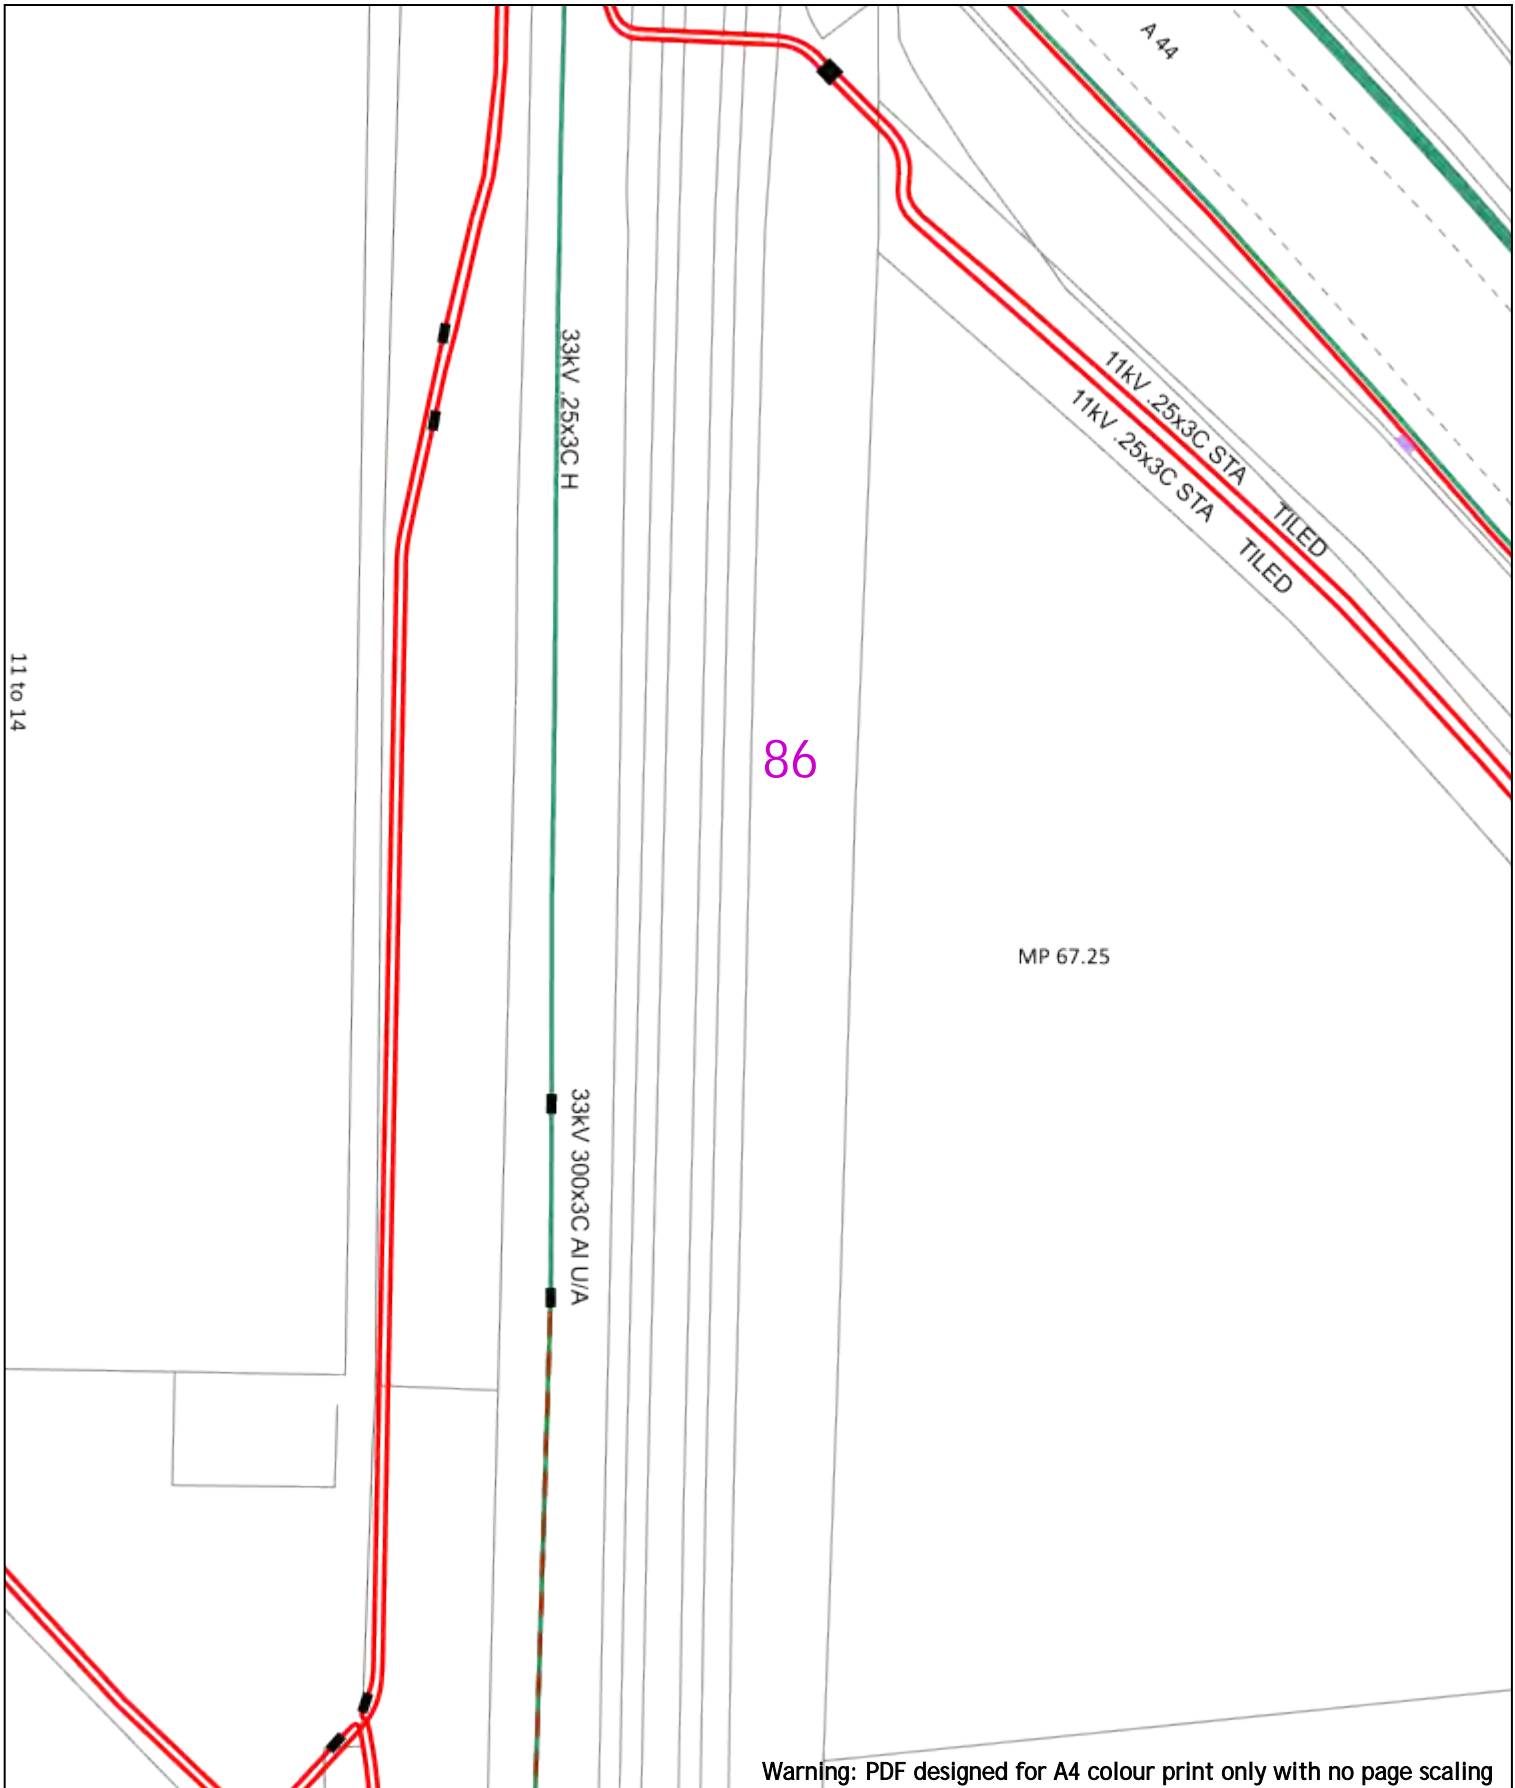 A 44
33kV .25x3C H
11kV .25x3C STA TILED
11kV .25x3C STA TILED
11 to 14
86
MP 67.25
33kV 300x3C Al U/A
Warning: PDF designed for A4 colour print only with no page scaling